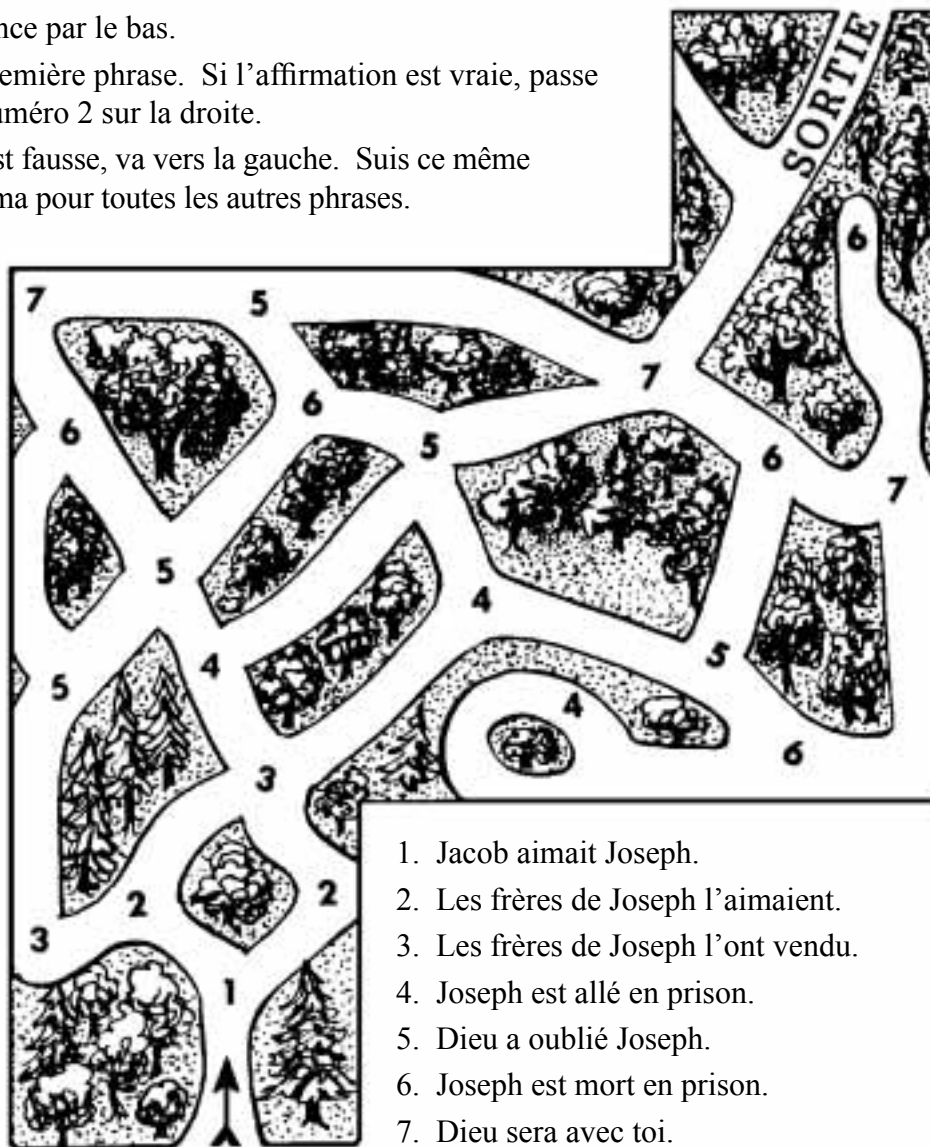 nce par le bas.
emière phrase.  Si l’affirmation est vraie, passe
uméro 2 sur la droite.
st fausse, va vers la gauche.  Suis ce même
ma pour toutes les autres phrases.
SORTIE
6
7
5
7
6
6
5
6
7
5
4
4
5
5
4
6
3
2
2
3
1
1.  Jacob aimait Joseph.
2.  Les frères de Joseph l’aimaient.
3.  Les frères de Joseph l’ont vendu.
4.  Joseph est allé en prison.
5.  Dieu a oublié Joseph.
6.  Joseph est mort en prison.
7.  Dieu sera avec toi.